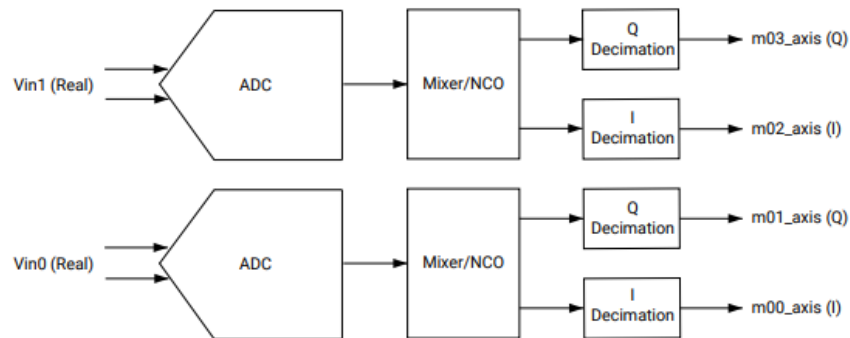 Vin1 (Real)
ADC
Mixer/NCO
Q
Decimation
m03_axis (Q)
I
Decimation
m02_axis (I)
Vin0 (Real)
ADC
Mixer/NCO
Q
Decimation
m01_axis (Q)
I
Decimation
m00_axis (I)